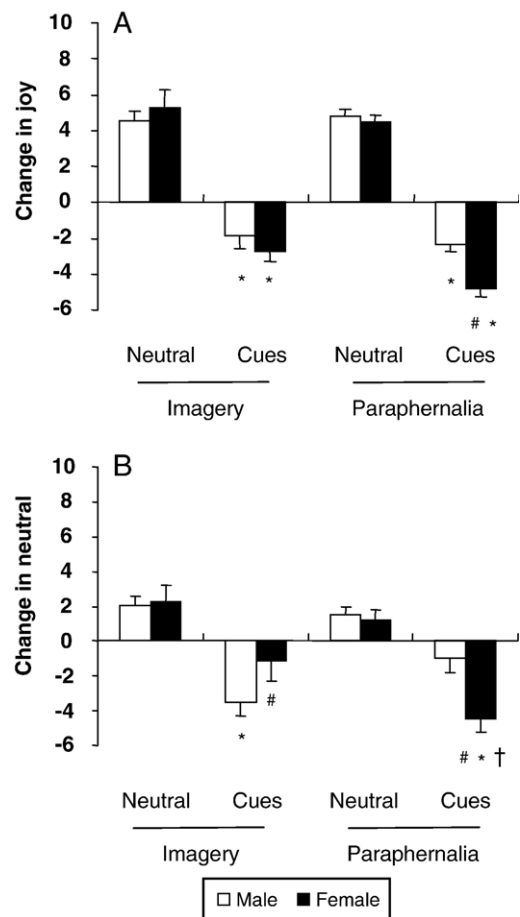 A
10
8
6
4
2
0
-2
-4
-6
Change in joy
* * * # *
Neutral Cues Neutral Cues
Imagery Paraphernalia
B
10
8
6
4
2
0
-2
-4
-6
Change in neutral
* # # * †
Neutral Cues Neutral Cues
Imagery Paraphernalia
Male Female